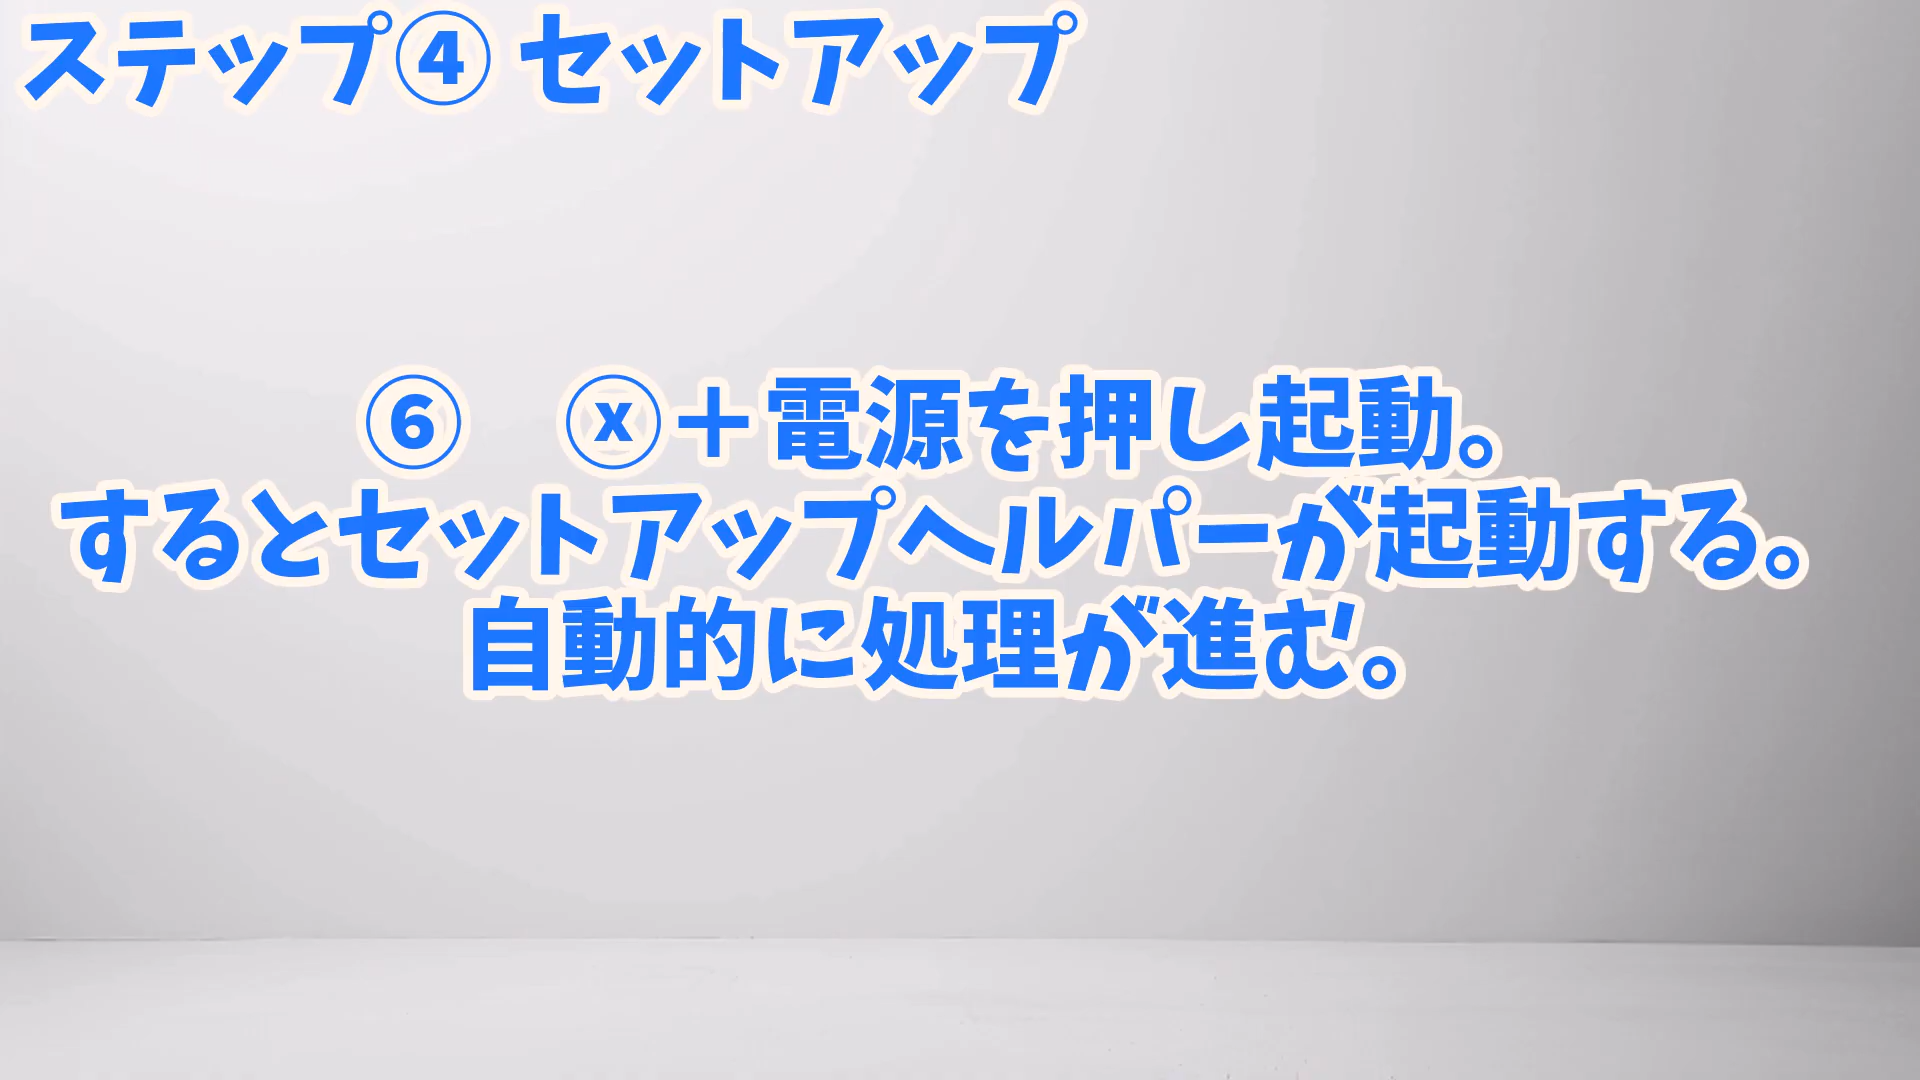 ステップ④ セットアップ
⑥　ⓧ＋電源を押し起動。
するとセットアップヘルパーが起動する。
自動的に処理が進む。